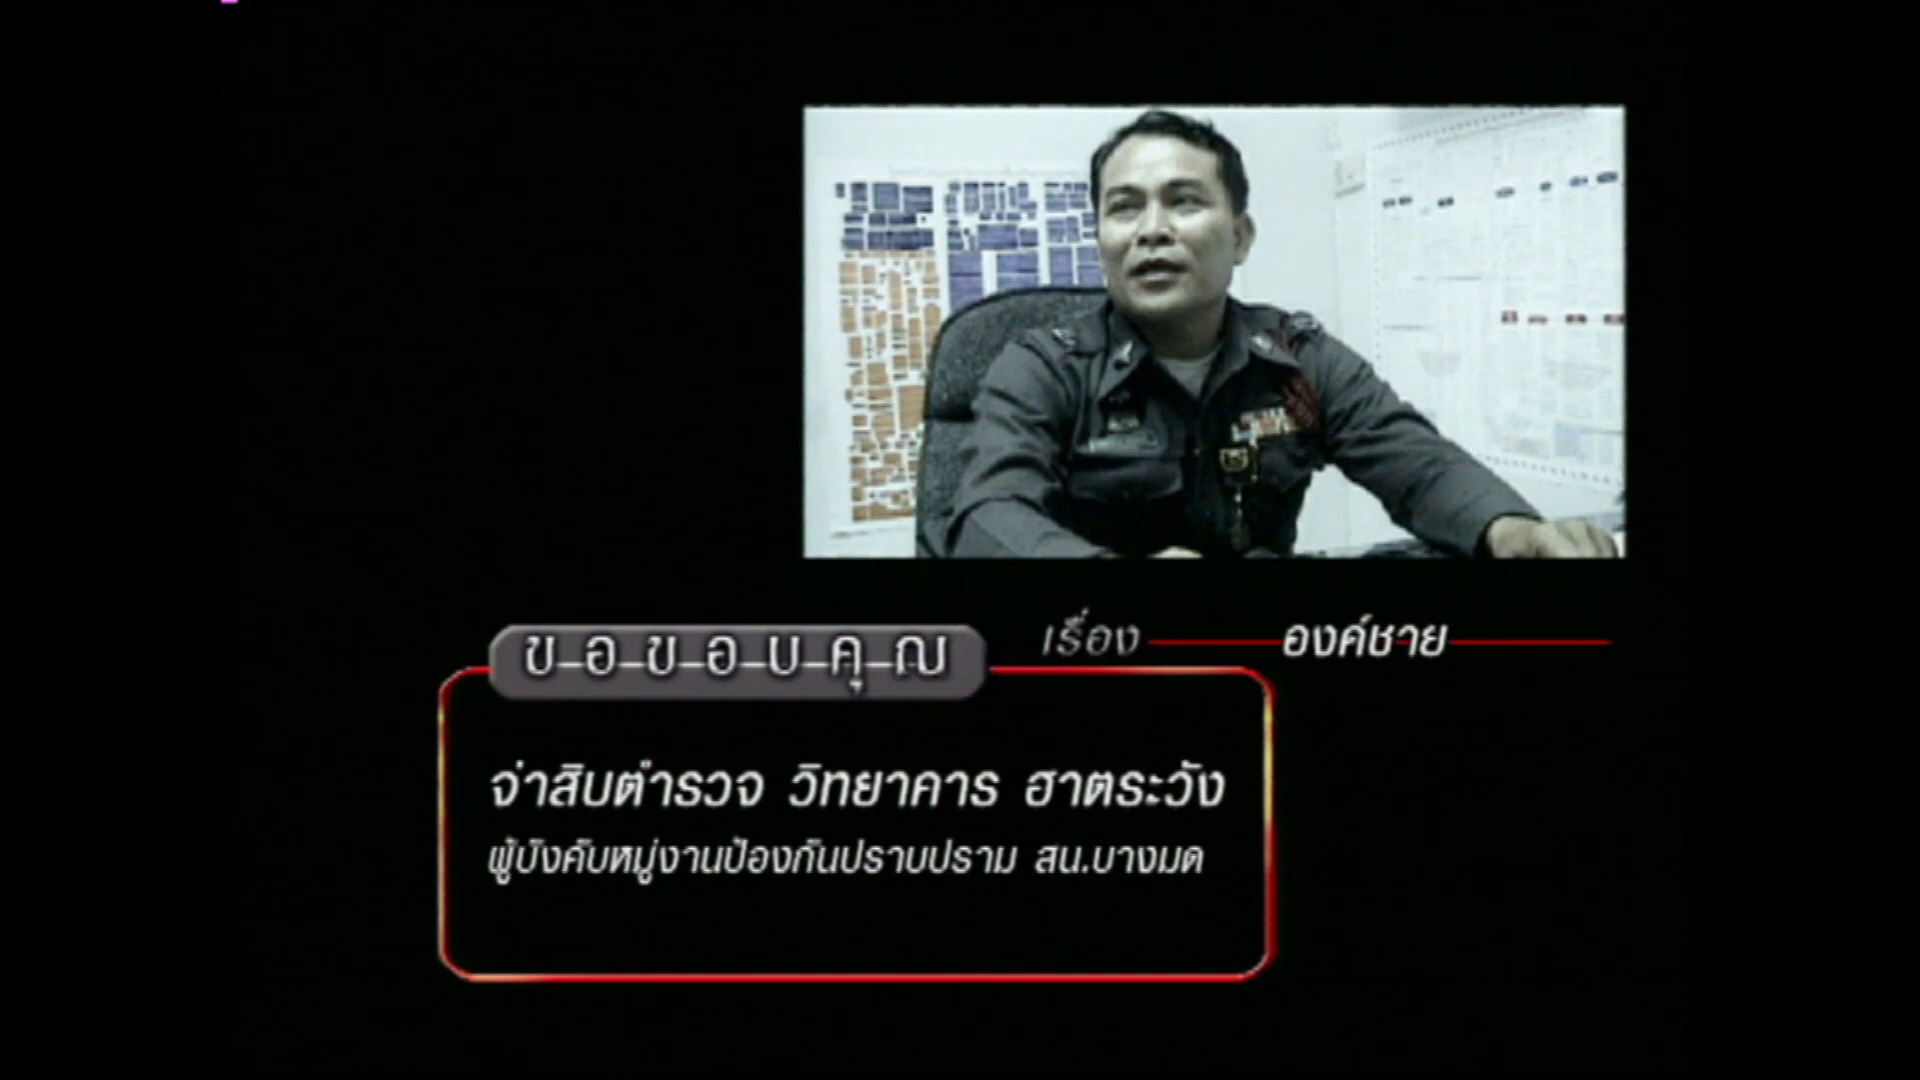 เรื่อง องค์ชาย
ขอขอบคุณ
จ่าสิบตำรวจ วิทยาคาร ฮาตระวัง
ผู้บังคับหมู่งานป้องกันปราบปราม สน.บางมด